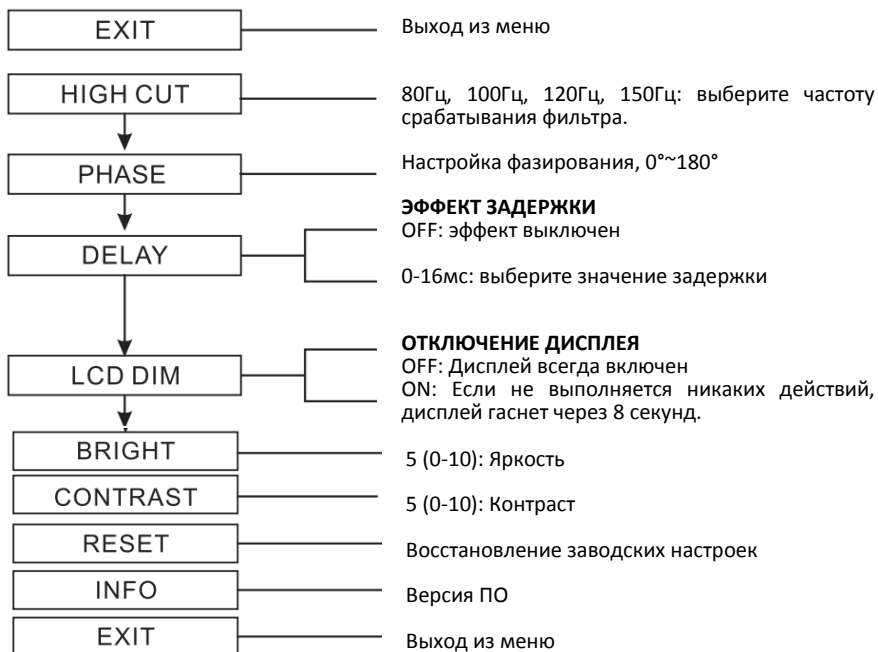 EXIT
Выход из меню
HIGH CUT
80Гц, 100Гц, 120Гц, 150Гц: выберите частоту
срабатывания фильтра.
PHASE
Настройка фазирования, 0°~180°
DELAY
ЭФФЕКТ ЗАДЕРЖКИ
OFF: эффект выключен
0-16мс: выберите значение задержки
LCD DIM
ОТКЛЮЧЕНИЕ ДИСПЛЕЯ
OFF: Дисплей всегда включен
ON: Если не выполняется никаких действий,
дисплей гаснет через 8 секунд.
BRIGHT
5 (0-10): Яркость
CONTRAST
5 (0-10): Контраст
RESET
Восстановление заводских настроек
INFO
Версия ПО
EXIT
Выход из меню